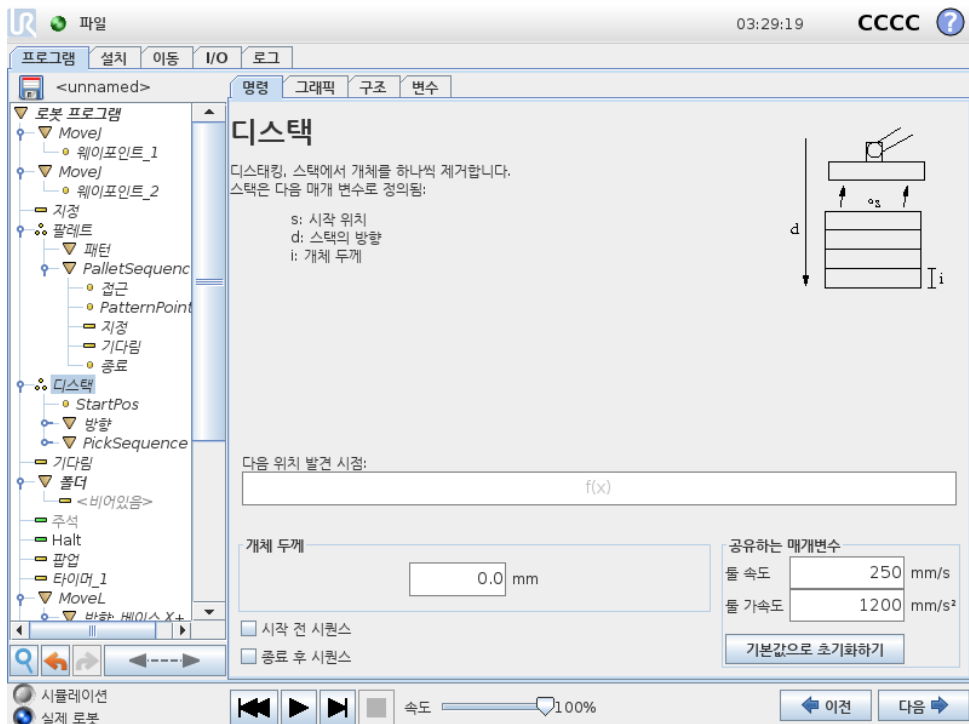 UR 파일 03:29:19 CCCC ?
프로그램 설치 이동 I/O 로그
<unnamed>
명령 그래픽 구조 변수
로봇 프로그램
MoveJ
웨이포인트_1
MoveJ
웨이포인트_2
지정
팔레트
패턴
PalletSequenc
접근
PatternPoint
지정
기다림
종료
디스택
StartPos
방향
PickSequence
기다림
폴더
<비어있음>
주석
Halt
팝업
타이머_1
MoveL
방향: 베이스 X+
디스택
디스태킹, 스택에서 개체를 하나씩 제거합니다.
스택은 다음 매개 변수로 정의됨:
s: 시작 위치
d: 스택의 방향
i: 개체 두께
s
d
i
다음 위치 발견 시점:
f(x)
개체 두께
0.0 mm
시작 전 시퀀스
종료 후 시퀀스
공유하는 매개변수
툴 속도 250 mm/s
툴 가속도 1200 mm/s²
기본값으로 초기화하기
시뮬레이션
실제 로봇
속도 100%
이전 다음